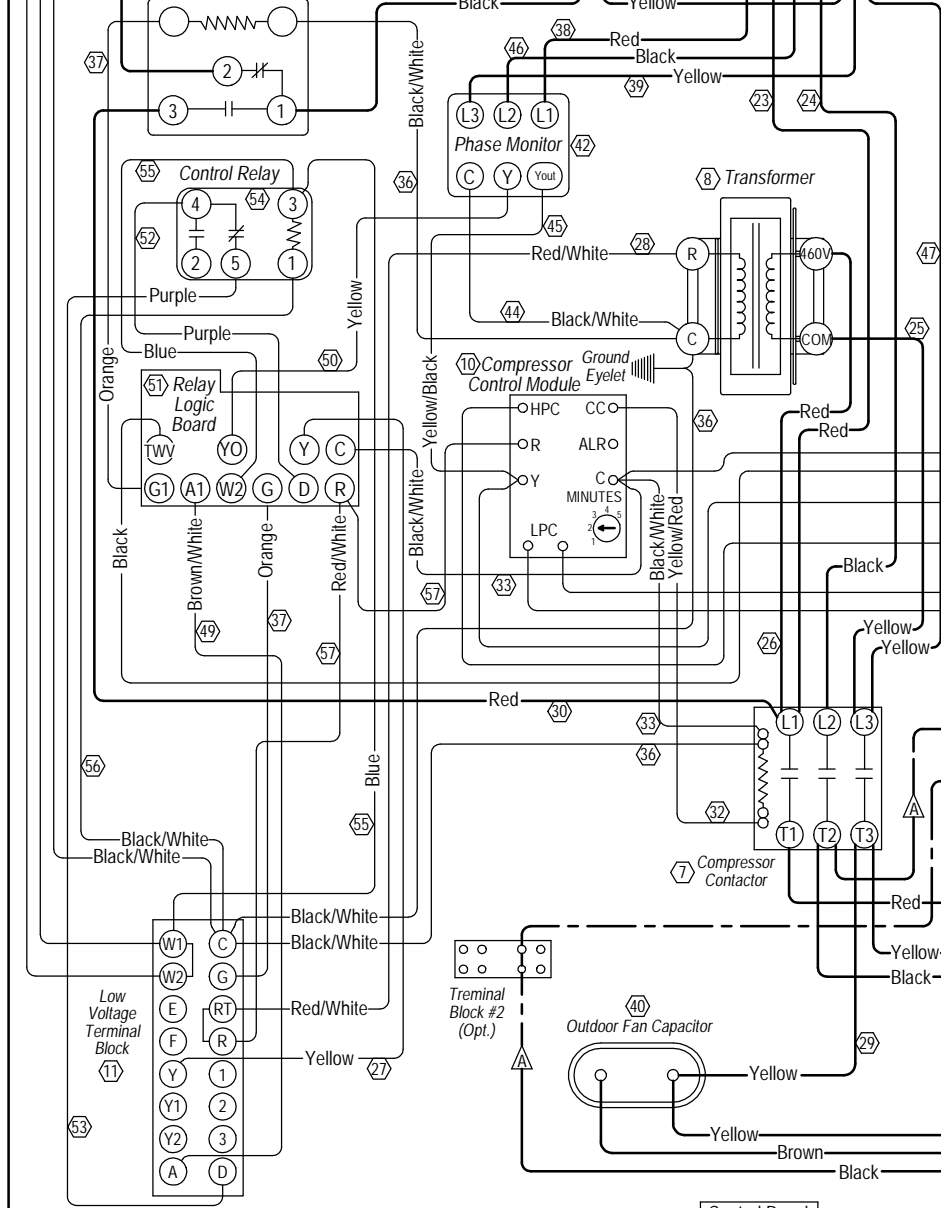 Black
Yellow
37
2
3
1
Black/White
36
38
Red
46
Black
Yellow
39
23
24
L3
L2
L1
Phase Monitor
42
C
Y
Yout
45
55
Control Relay
54
4
3
52
2
5
1
8
Transformer
Red/White
28
R
460V
47
Purple
Yellow
44
Black/White
C
COM
25
Purple
Blue
50
Orange
51
Relay
Logic
Board
Yellow/Black
10
Compressor
Control Module
Ground
Eyelet
36
HPC
CC
Red
Red
R
ALR
TWV
YO
Y
C
Y
C
G1
A1
W2
G
D
R
MINUTES
1
2
3
4
5
LPC
Black
Brown/White
Orange
Red/White
Black/White
Black/White
Yellow/Red
Black
33
57
49
37
57
26
Yellow
Yellow
Red
30
33
36
L1
L2
L3
56
Blue
55
32
A
T1
T2
T3
Black/White
Black/White
7
Compressor
Contactor
Red
Black/White
Black/White
W1
C
W2
G
E
RT
Red/White
F
R
Y
1
Yellow
27
Y1
2
Y2
3
A
D
Low
Voltage
Terminal
Block
11
53
Yellow
Black
Treminal
Block #2
(Opt.)
A
40
Outdoor Fan Capacitor
29
Yellow
Yellow
Brown
Black